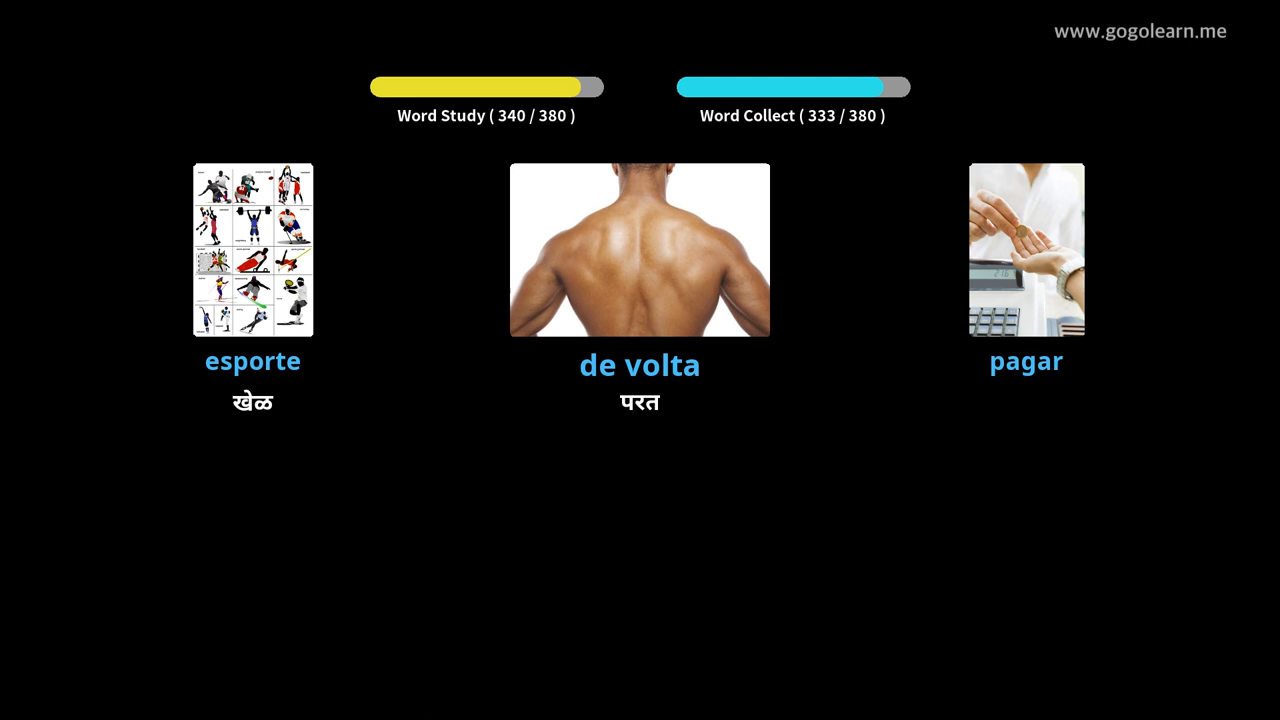 www.gogolearn.me
Word Study ( 340 / 380 )
Word Collect ( 333 / 380 )
esporte
de volta
pagar
खेळ
परत